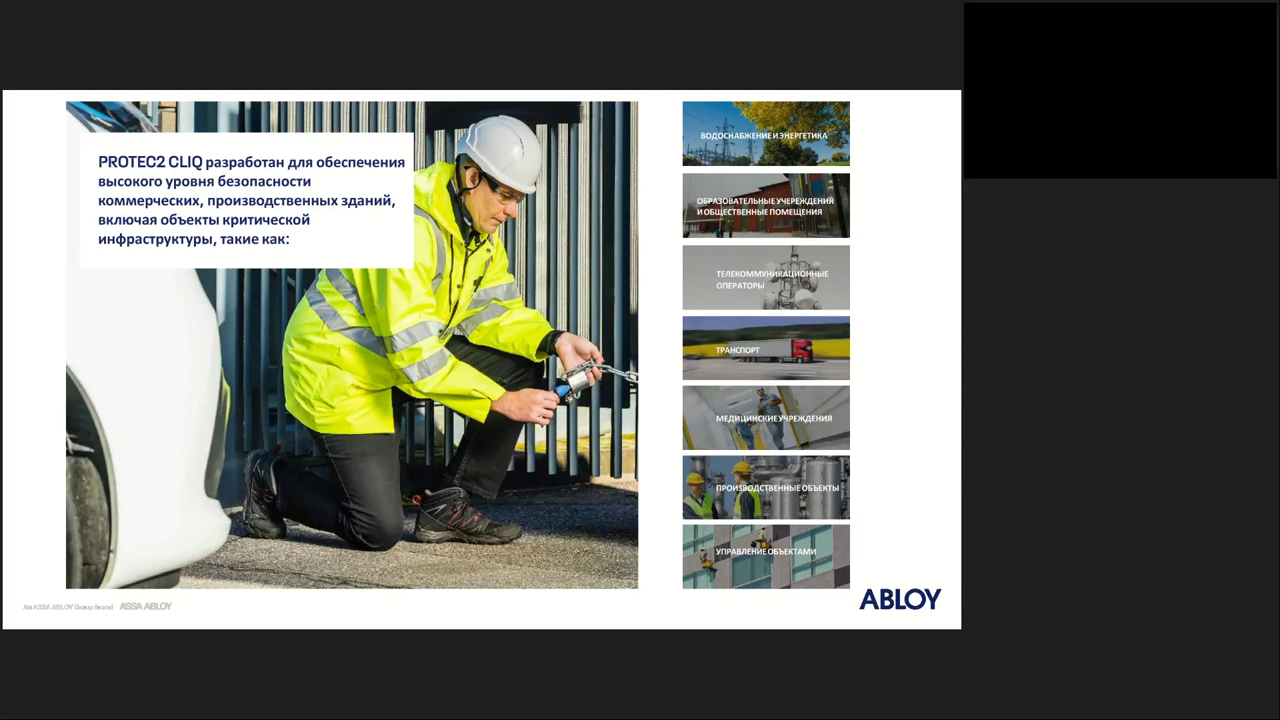 PROTEC2 CLIQ разработан для обеспечения
высокого уровня безопасности
коммерческих, производственных зданий,
включая объекты критической
инфраструктуры, такие как:
ВОДОСНАБЖЕНИЕ И ЭНЕРГЕТИКА
ОБРАЗОВАТЕЛЬНЫЕ УЧЕРЕЖДЕНИЯ
И ОБЩЕСТВЕННЫЕ ПОМЕЩЕНИЯ
ТЕЛЕКОММУНИКАЦИОННЫЕ
ОПЕРАТОРЫ
ТРАНСПОРТ
МЕДИЦИНСКИЕ УЧРЕЖДЕНИЯ
ПРОИЗВОДСТВЕННЫЕ ОБЪЕКТЫ
УПРАВЛЕНИЕ ОБЪЕКТАМИ
An ASSA ABLOY Group brand ASSA ABLOY
ABLOY